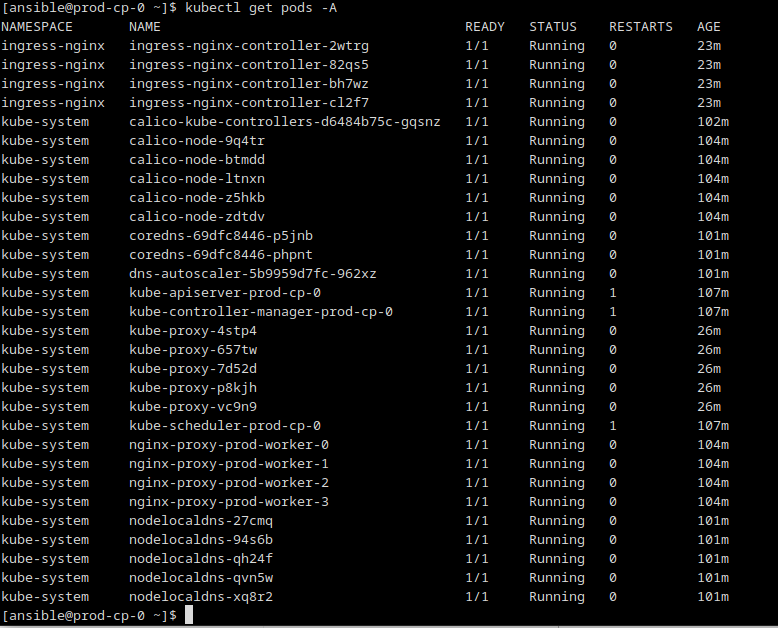 [ansible@prod-cp-0 ~]$ kubectl get pods -A
NAMESPACE NAME READY STATUS RESTARTS AGE
ingress-nginx ingress-nginx-controller-2wtrg 1/1 Running 0 23m
ingress-nginx ingress-nginx-controller-82qs5 1/1 Running 0 23m
ingress-nginx ingress-nginx-controller-bh7wz 1/1 Running 0 23m
ingress-nginx ingress-nginx-controller-cl2f7 1/1 Running 0 23m
kube-system calico-kube-controllers-d6484b75c-gqsnz 1/1 Running 0 102m
kube-system calico-node-9q4tr 1/1 Running 0 104m
kube-system calico-node-btmdd 1/1 Running 0 104m
kube-system calico-node-ltnxn 1/1 Running 0 104m
kube-system calico-node-z5hkb 1/1 Running 0 104m
kube-system calico-node-zdtdv 1/1 Running 0 104m
kube-system coredns-69dfc8446-p5jnb 1/1 Running 0 101m
kube-system coredns-69dfc8446-phpnt 1/1 Running 0 101m
kube-system dns-autoscaler-5b9959d7fc-962xz 1/1 Running 0 101m
kube-system kube-apiserver-prod-cp-0 1/1 Running 1 107m
kube-system kube-controller-manager-prod-cp-0 1/1 Running 1 107m
kube-system kube-proxy-4stp4 1/1 Running 0 26m
kube-system kube-proxy-657tw 1/1 Running 0 26m
kube-system kube-proxy-7d52d 1/1 Running 0 26m
kube-system kube-proxy-p8kjh 1/1 Running 0 26m
kube-system kube-proxy-vc9n9 1/1 Running 0 26m
kube-system kube-scheduler-prod-cp-0 1/1 Running 1 107m
kube-system nginx-proxy-prod-worker-0 1/1 Running 0 104m
kube-system nginx-proxy-prod-worker-1 1/1 Running 0 104m
kube-system nginx-proxy-prod-worker-2 1/1 Running 0 104m
kube-system nginx-proxy-prod-worker-3 1/1 Running 0 104m
kube-system nodelocaldns-27cmq 1/1 Running 0 101m
kube-system nodelocaldns-94s6b 1/1 Running 0 101m
kube-system nodelocaldns-qh24f 1/1 Running 0 101m
kube-system nodelocaldns-qvn5w 1/1 Running 0 101m
kube-system nodelocaldns-xq8r2 1/1 Running 0 101m
[ansible@prod-cp-0 ~]$